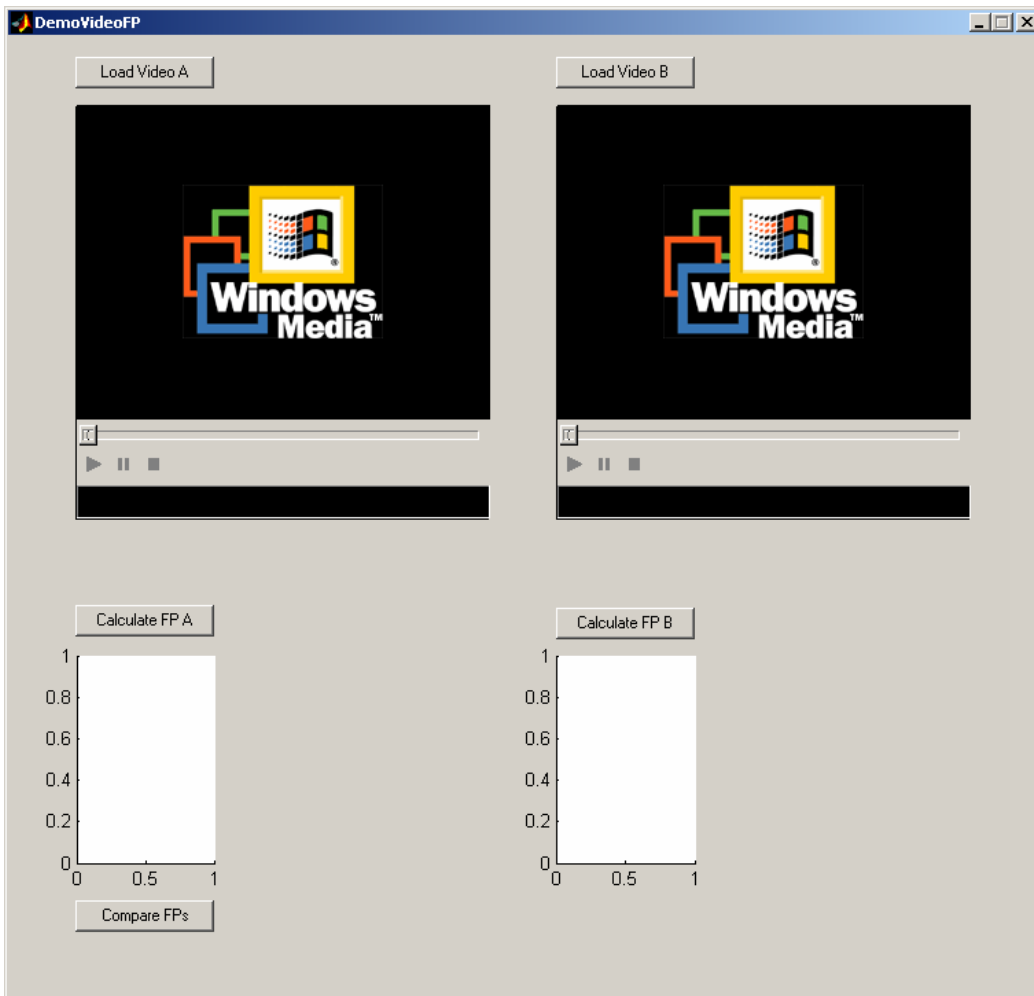 DemoVideoFP
Load Video A
Load Video B
Windows
Media™
®
Windows
Media™
®
Calculate FP A
Calculate FP B
1
0.8
0.6
0.4
0.2
0
0 0.5 1
1
0.8
0.6
0.4
0.2
0
0 0.5 1
Compare FPs